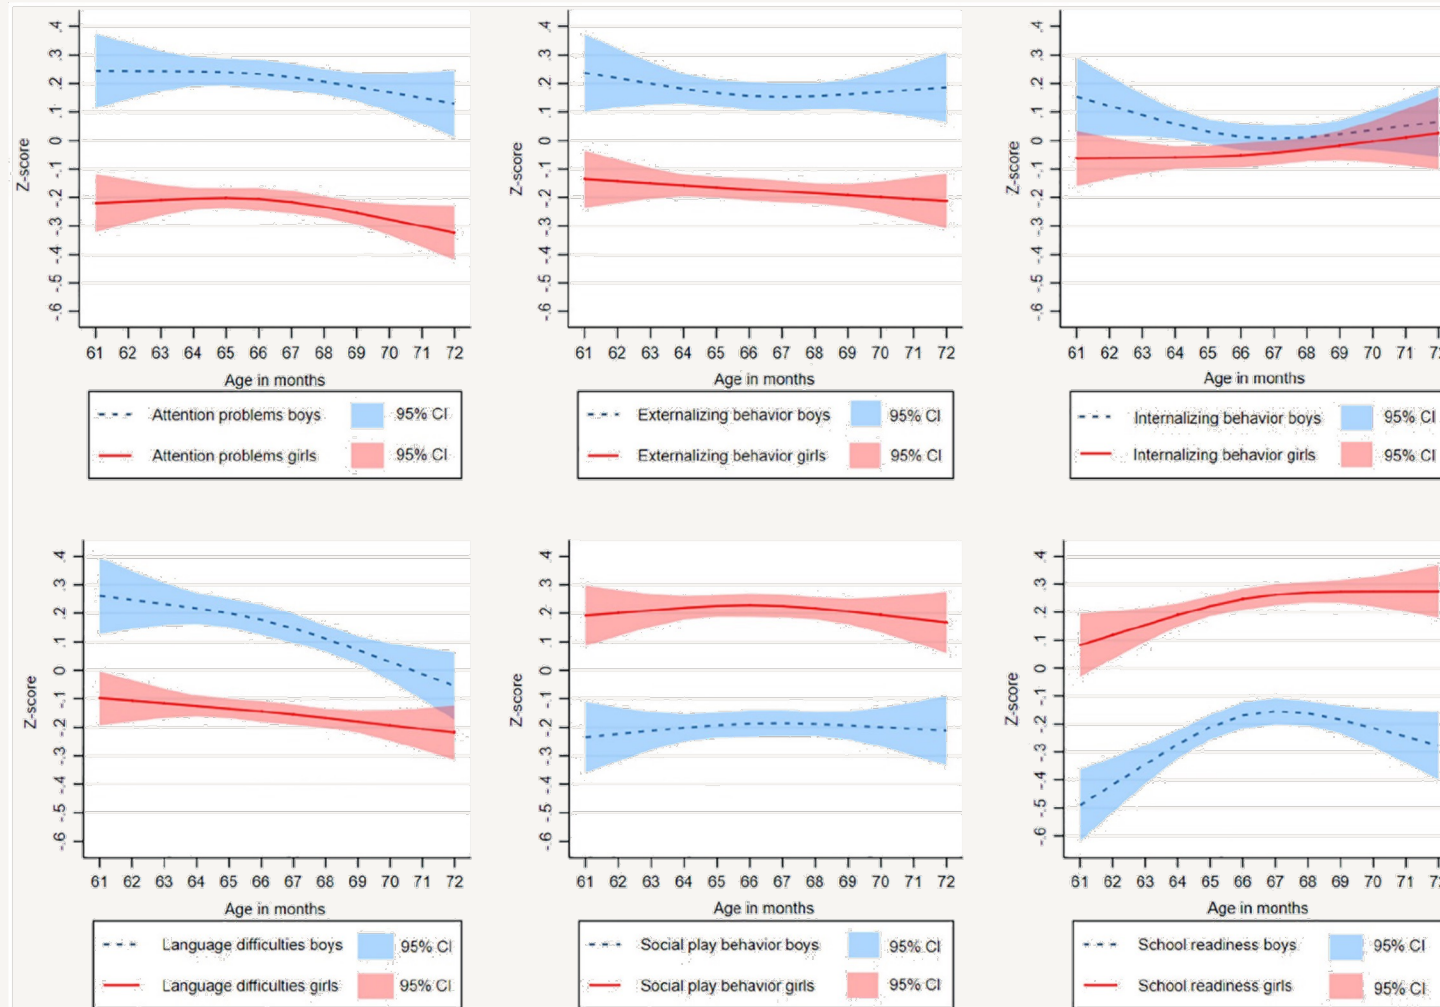 .4
.3
.2
.1
0
-.1
-.2
-.3
-.4
-.5
-.6
Z-score
61 62 63 64 65 66 67 68 69 70 71 72
Age in months
Attention problems boys 95% CI
Attention problems girls 95% CI
.4
.3
.2
.1
0
-.1
-.2
-.3
-.4
-.5
-.6
Z-score
61 62 63 64 65 66 67 68 69 70 71 72
Age in months
Externalizing behavior boys 95% CI
Externalizing behavior girls 95% CI
.4
.3
.2
.1
0
-.1
-.2
-.3
-.4
-.5
-.6
Z-score
61 62 63 64 65 66 67 68 69 70 71
Age in months
Internalizing behavior boys 95% CI
Internalizing behavior girls 95% CI
.4
.3
.2
.1
0
-.1
-.2
-.3
-.4
-.5
-.6
Z-score
61 62 63 64 65 66 67 68 69 70 71 72
Age in months
Language difficulties boys 95% CI
Language difficulties girls 95% CI
.4
.3
.2
.1
0
-.1
-.2
-.3
-.4
-.5
-.6
Z-score
61 62 63 64 65 66 67 68 69 70 71 72
Age in months
Social play behavior boys 95% CI
Social play behavior girls 95% CI
.4
.3
.2
.1
0
-.1
-.2
-.3
-.4
-.5
-.6
Z-score
61 62 63 64 65 66 67 68 69 70 71
Age in months
School readiness boys 95% CI
School readiness girls 95% CI